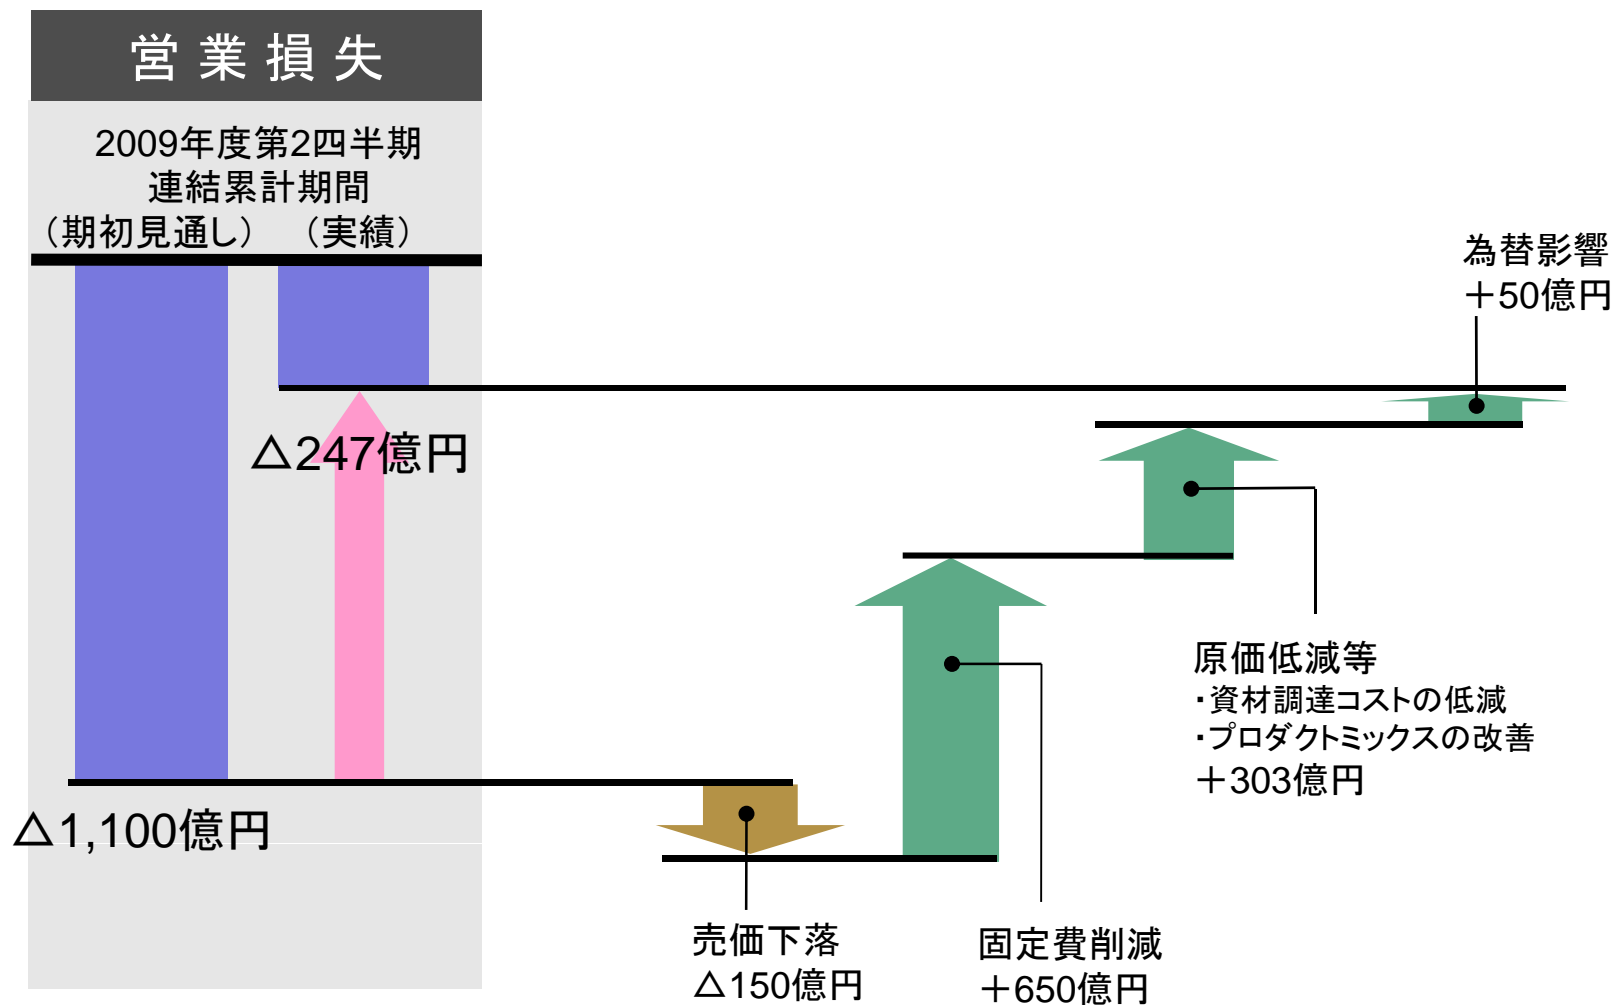 営業損失
2009年度第2四半期
連結累計期間
（期初見通し）　（実績）
為替影響
＋50億円
△247億円
原価低減等
・資材調達コストの低減
・プロダクトミックスの改善
＋303億円
△1,100億円
売価下落
△150億円
固定費削減
＋650億円